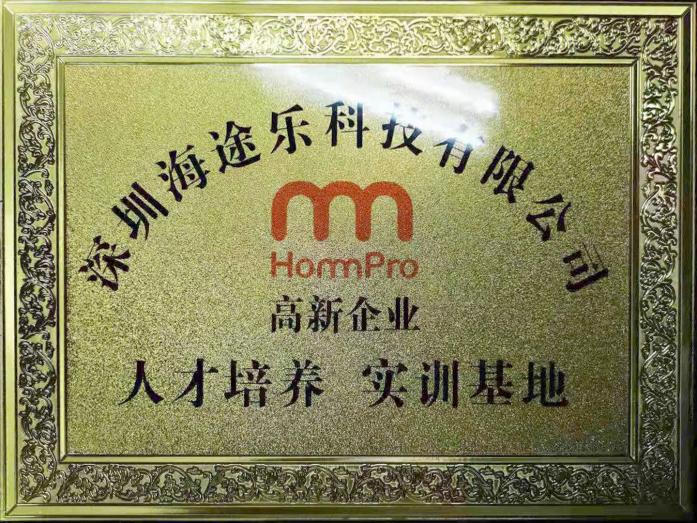 深圳海途乐科技有限公司
HommPro
高新企业
人才培养 实训基地